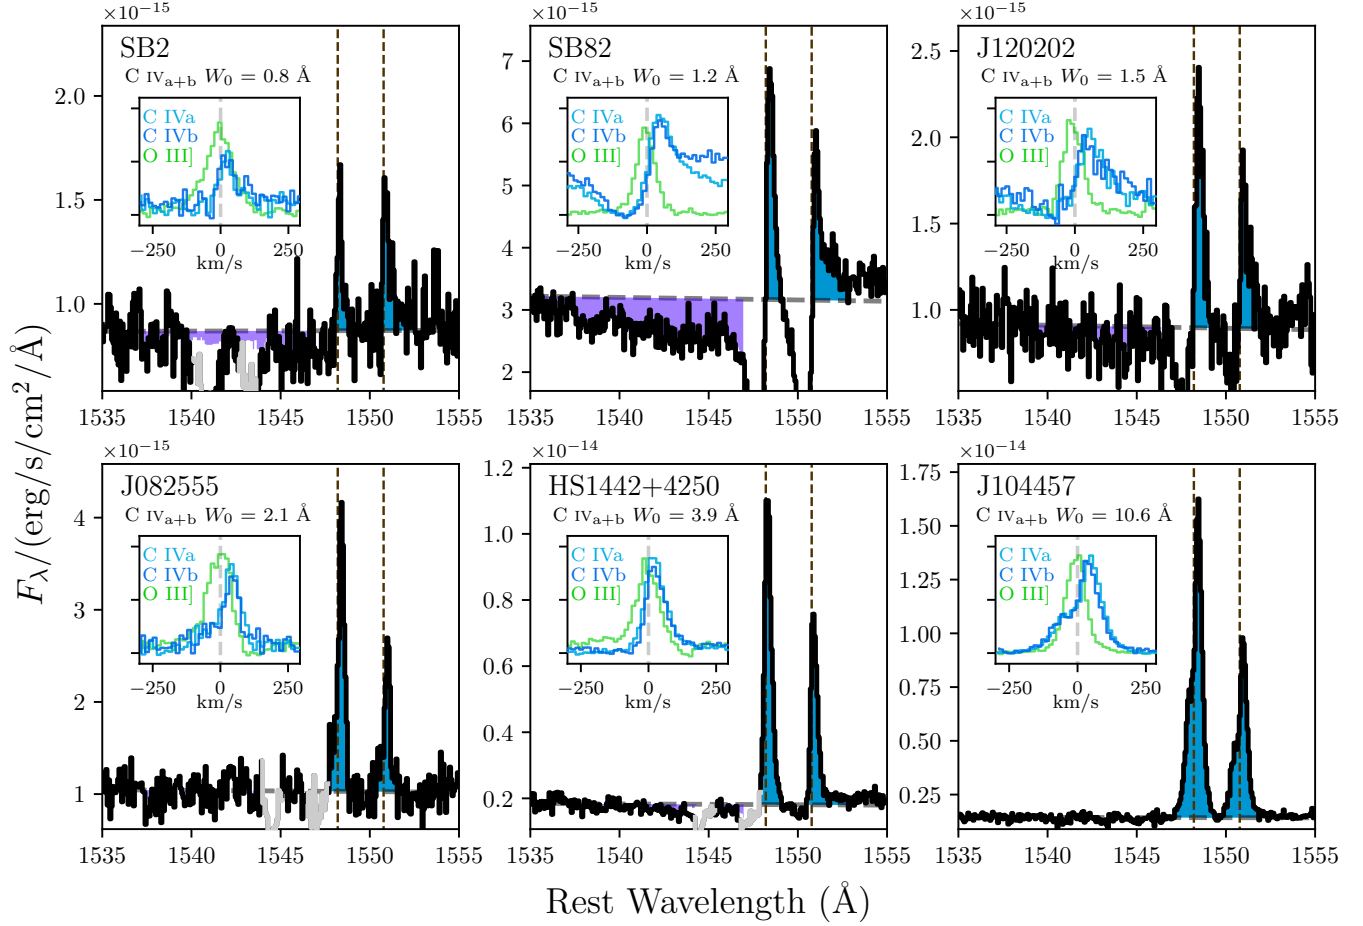 ×10−15
×10−15
×10−15
SB2
C IVa+b W0 = 0.8 Å
C IVa
C IVb
O III]
−250
0
250
km/s
2.0
1.5
1.0
1535
1540
1545
1550
1555
SB82
C IVa+b W0 = 1.2 Å
C IVa
C IVb
O III]
−250
0
250
km/s
7
6
5
4
3
2
1535
1540
1545
1550
1555
J120202
C IVa+b W0 = 1.5 Å
C IVa
C IVb
O III]
−250
0
250
km/s
2.5
2.0
1.5
1.0
1535
1540
1545
1550
1555
Fλ/(erg/s/cm2/Å)
×10−15
×10−14
×10−14
J082555
C IVa+b W0 = 2.1 Å
C IVa
C IVb
O III]
−250
0
250
km/s
4
3
2
1
1535
1540
1545
1550
1555
HS1442+4250
C IVa+b W0 = 3.9 Å
C IVa
C IVb
O III]
−250
0
250
km/s
1.2
1.0
0.8
0.6
0.4
0.2
1535
1540
1545
1550
1555
J104457
C IVa+b W0 = 10.6 Å
C IVa
C IVb
O III]
−250
0
250
km/s
1.75
1.50
1.25
1.00
0.75
0.50
0.25
1535
1540
1545
1550
1555
Rest Wavelength (Å)